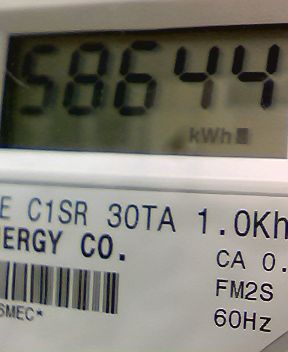 58644
kWh
E C1SR 30TA 1.0Kh
ERGY CO.
CA 0.
FM2S
SMEC*
60Hz